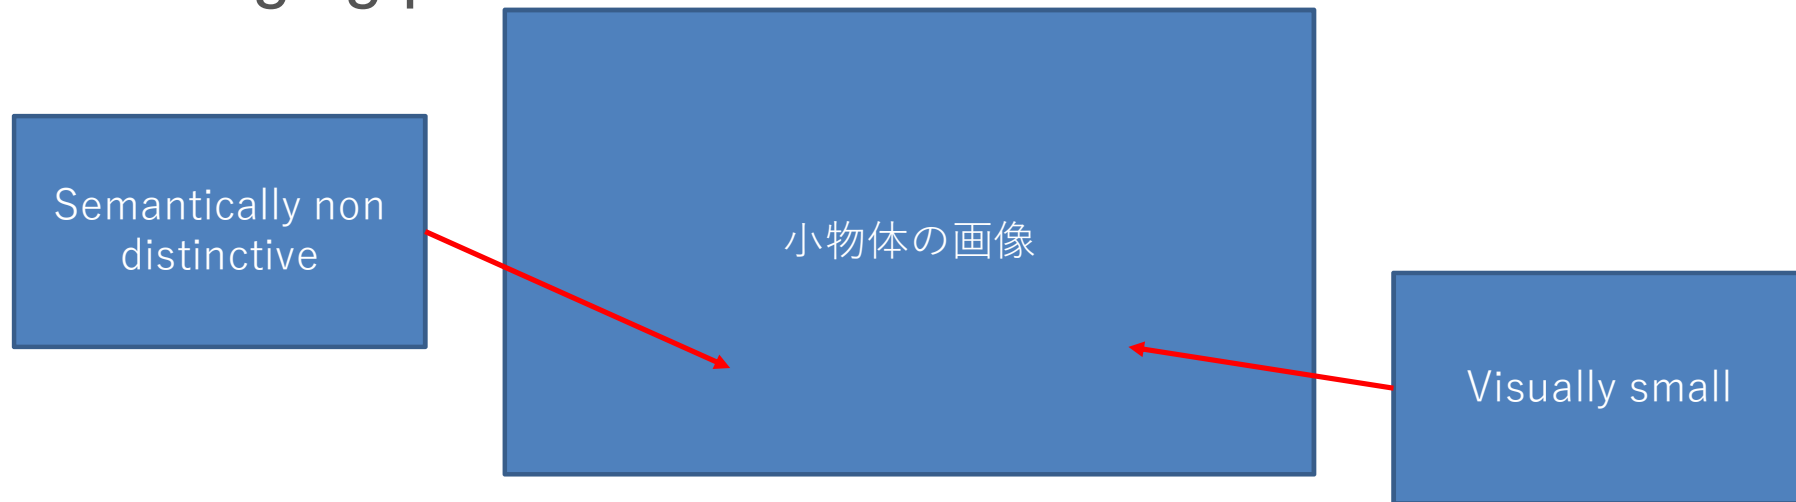 Semantically non
distinctive
小物体の画像
Visually small